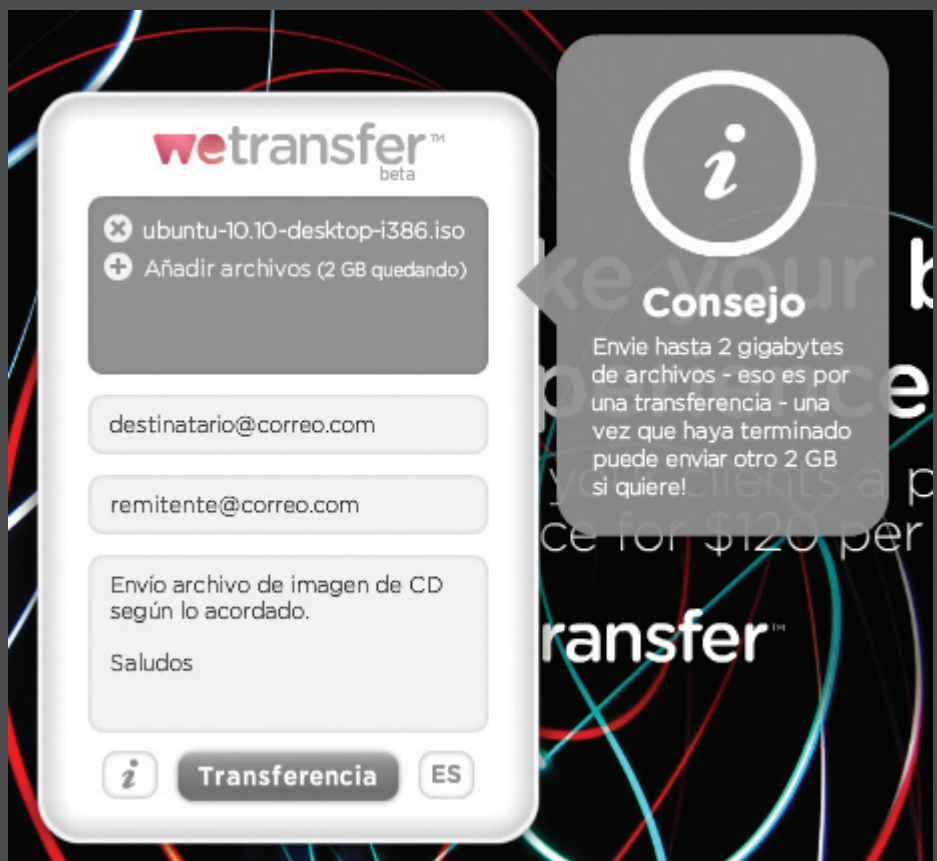 wetransfer™
beta
ubuntu-10.10-desktop-i386.iso
Añadir archivos (2 GB quedando)
destinatario@correo.com
remitente@correo.com
Envío archivo de imagen de CD
según lo acordado.
Saludos
i
Transferencia
ES
i
Consejo
Envie hasta 2 gigabytes
de archivos - eso es por
una transferencia - una
vez que haya terminado
puede enviar otro 2 GB
si quiere!
ke your b
clients a p
ce for $120 per
ransfer™